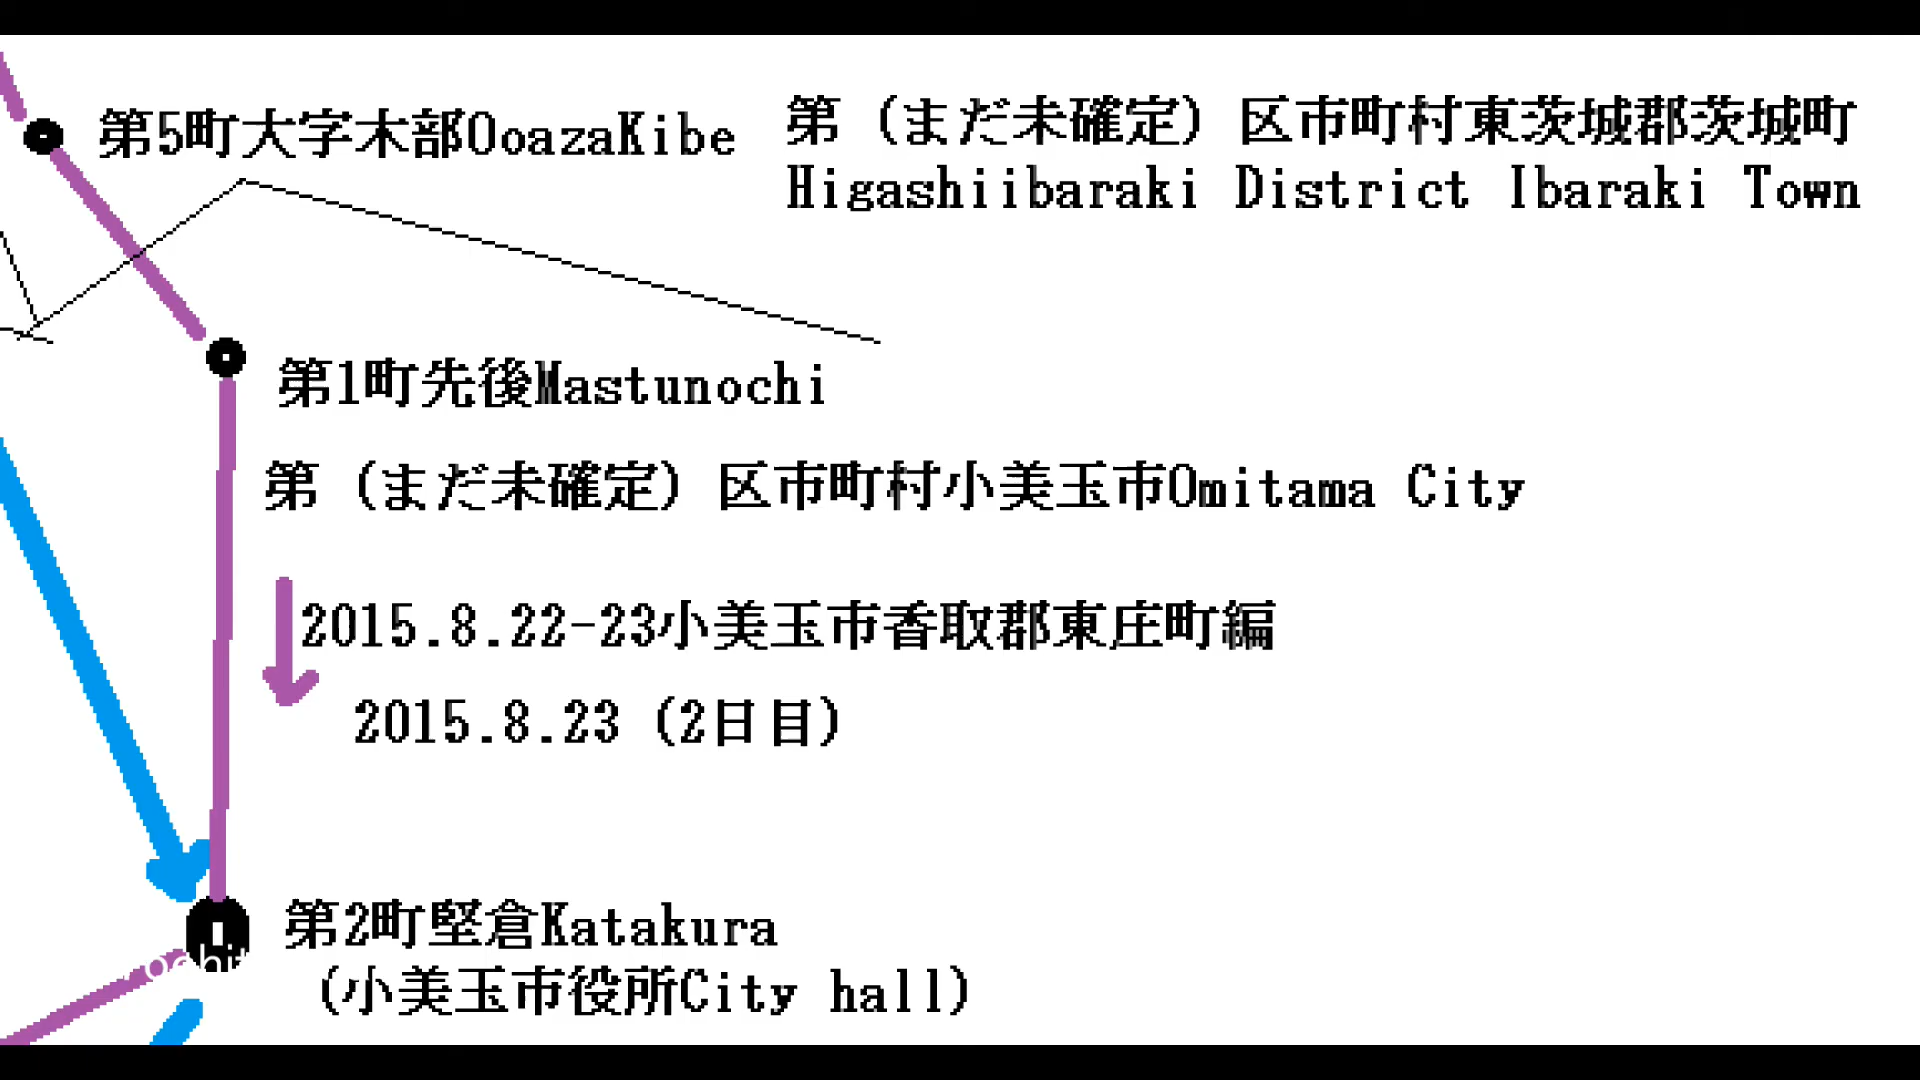 第5町大字木部OoazaKibe
第（まだ未確定）区市町村東茨城郡茨城町
Higashiibaraki District Ibaraki Town
第1町先後Mastunochi
第（まだ未確定）区市町村小美玉市Omitama City
2015.8.22-23小美玉市香取郡東庄町編
2015.8.23（2日目）
第2町堅倉Katakura
(小美玉市役所City hall)